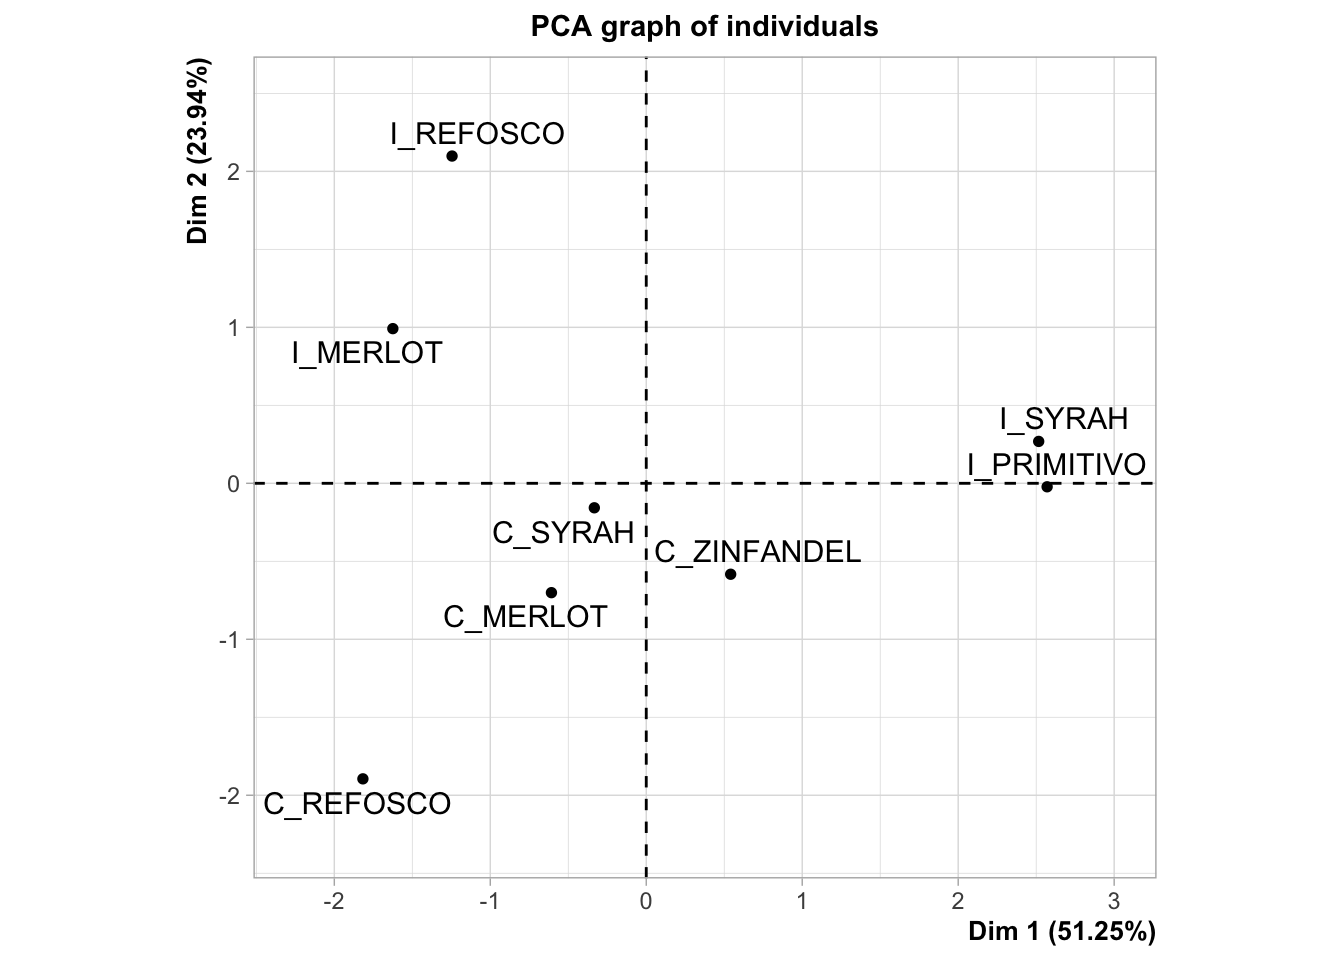 PCA graph of individuals
Dim 2 (23.94%)
I_REFOSCO
2
1
I_MERLOT
I_SYRAH
I_PRIMITIVO
0
C_SYRAH
C_ZINFANDEL
C_MERLOT
-1
-2
C_REFOSCO
-2 -1 0 1 2 3
Dim 1 (51.25%)